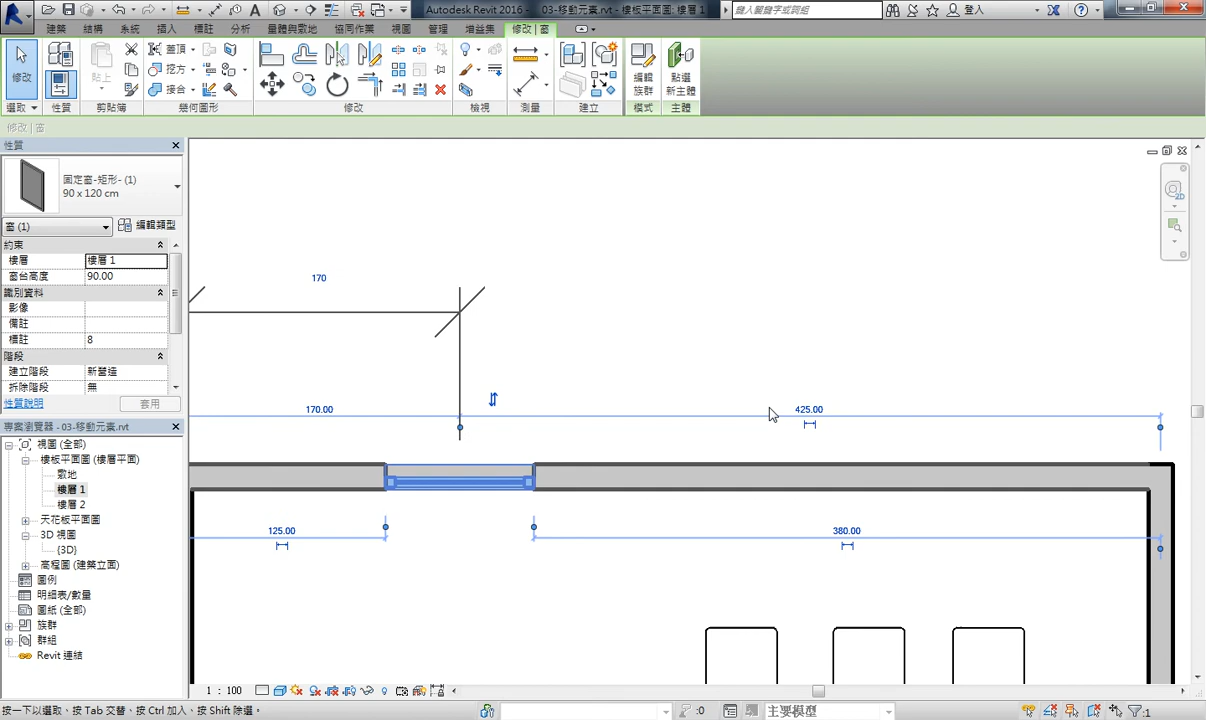 Autodesk Revit 2016 - 03-移動元素.rvt - 樓板平面圖: 樓層 1
鍵入關鍵字或詞組
登入
建築 結構 系統 插入 標註 分析 量體與敷地 協同作業 視圖 管理 增益集 修改 | 窗
修改
貼上
蓋頂
挖方
接合
編輯
族群
點選
新主體
選取 性質 剪貼簿 幾何圖形 修改 檢視 測量 建立 模式 主體
修改 | 窗
性質
固定窗-矩形- (1)
90 x 120 cm
窗 (1)
編輯類型
約束
樓層 樓層 1
窗台高度 90.00
識別資料
影像
備註
標註 8
階段
建立階段 新營造
拆除階段 無
性質說明 套用
專案瀏覽器 - 03-移動元素.rvt
視圖 (全部)
樓板平面圖 (樓層平面)
敷地
樓層 1
樓層 2
天花板平面圖
3D 視圖
{3D}
高程圖 (建築立面)
圖例
明細表/數量
圖紙 (全部)
族群
群組
Revit 連結
170
170.00
425.00
125.00
380.00
2D
1 : 100
按一下以選取、按 Tab 交替、按 Ctrl 加入、按 Shift 除選。
:0
主要模型
:1